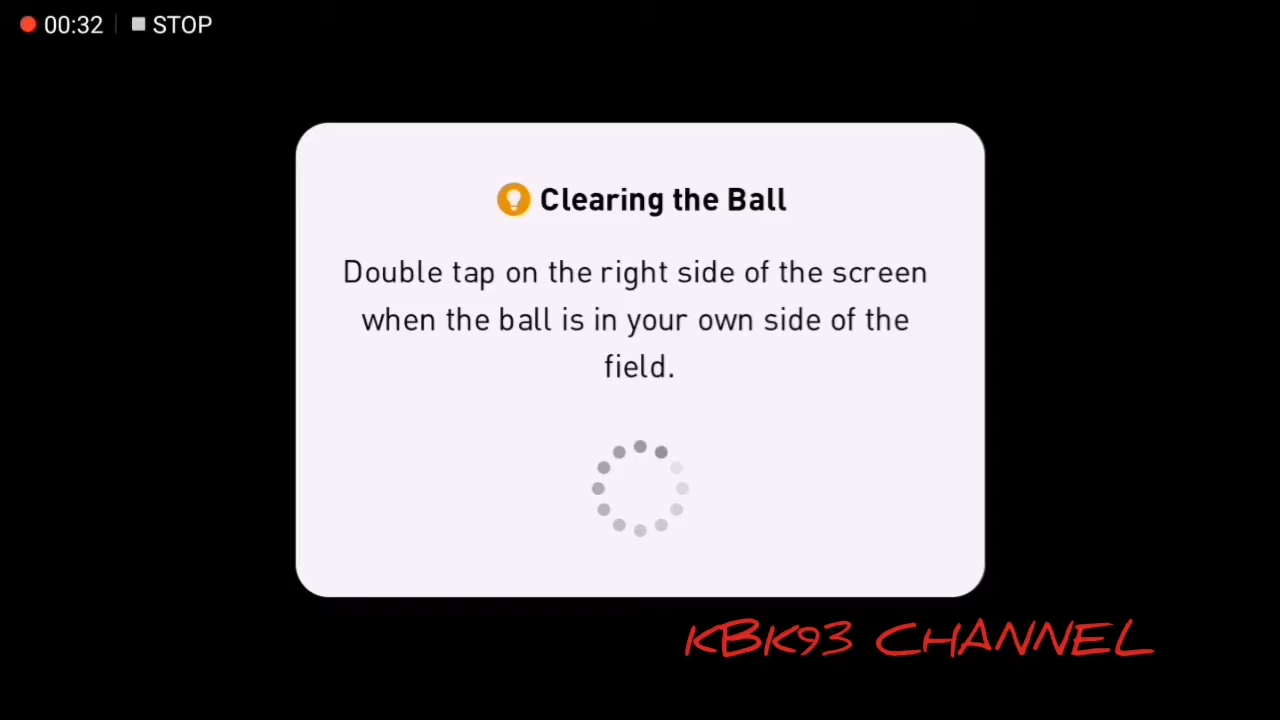 00:32 STOP
Clearing the Ball
Double tap on the right side of the screen
when the ball is in your own side of the
field.
KBK93 CHANNEL